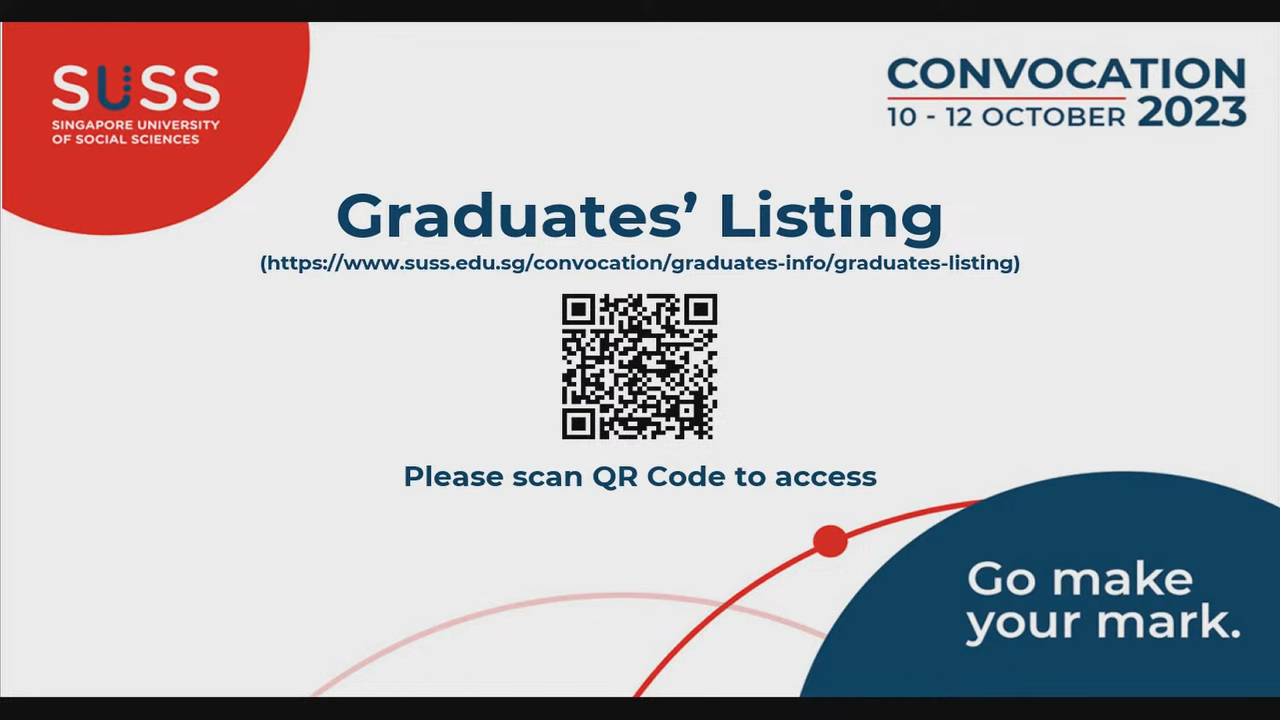 SUSS
SINGAPORE UNIVERSITY
OF SOCIAL SCIENCES
CONVOCATION
10 - 12 OCTOBER 2023
Graduates’ Listing
(https://www.suss.edu.sg/convocation/graduates-info/graduates-listing)
Please scan QR Code to access
Go make
your mark.